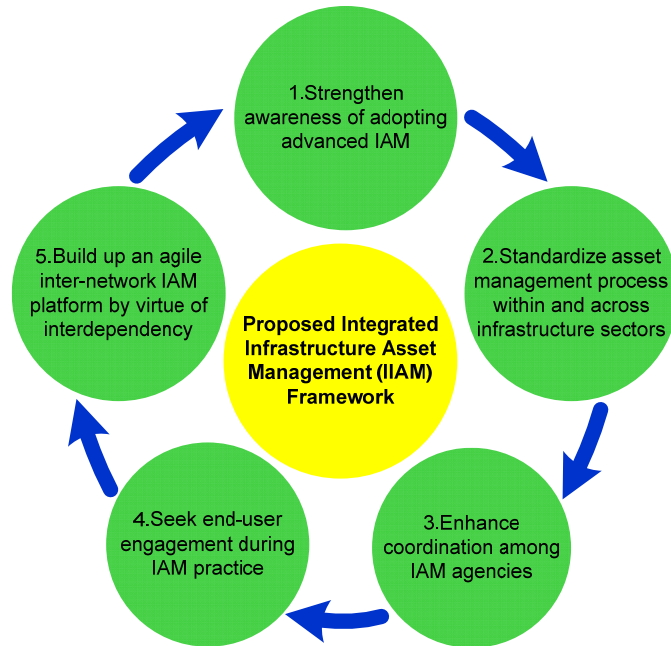 1.Strengthen
awareness of adopting
advanced IAM
2.Standardize asset
management process
within and across
infrastructure sectors
3.Enhance
coordination among
IAM agencies
4.Seek end-user
engagement during
IAM practice
5.Build up an agile
inter-network IAM
platform by virtue of
interdependency
Proposed Integrated
Infrastructure Asset
Management (IIAM)
Framework